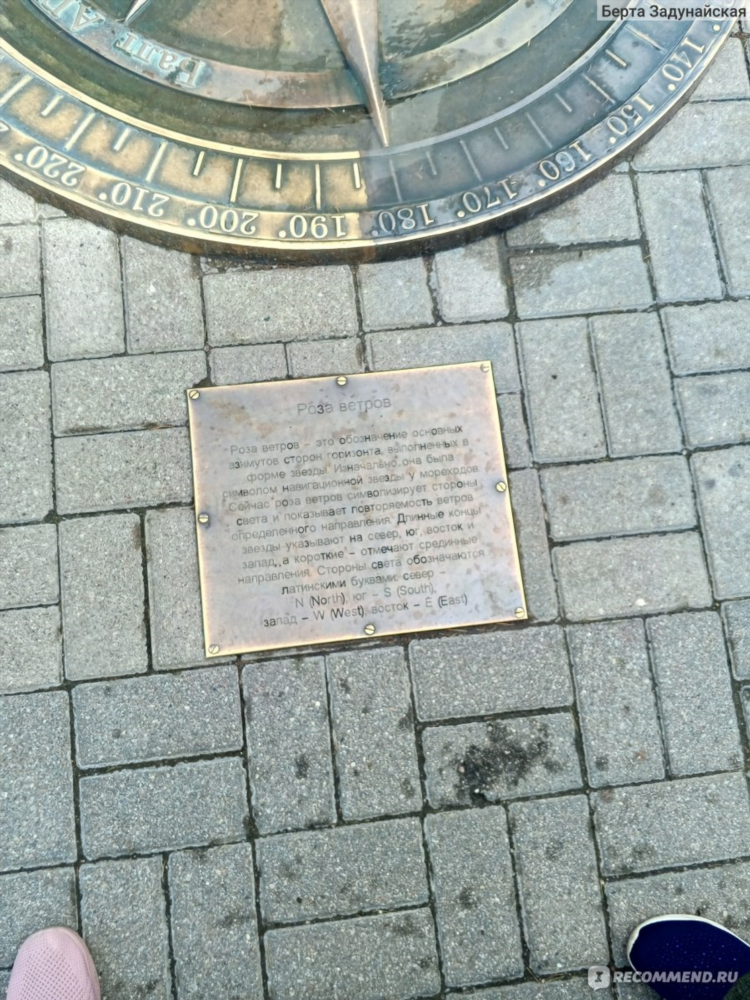 Берта Задунайская
220° 210° 200° 190° 180° 170° 160° 150° 140°
Роза ветров
Роза ветров – это обозначение основных
азимутов сторон горизонта, выполненных в
форме звезды. Изначально она была
символом навигационной звезды у мореходов.
Сейчас роза ветров символизирует стороны
света и показывает повторяемость ветров
определенного направления. Длинные концы
звезды указывают на север, юг, восток и
запад, а короткие – отмечают срединные
направления. Стороны света обозначаются
латинскими буквами: север –
N (North), юг – S (South),
запад – W (West), восток – E (East)
I RECOMMEND.RU